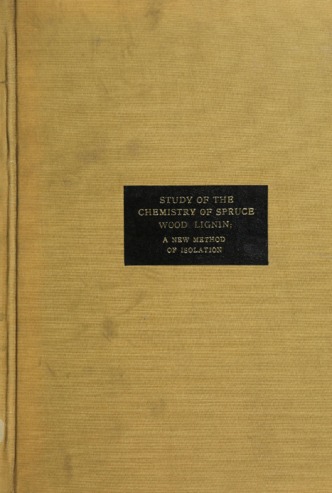 STUDY OF THE
CHEMISTRY OF SPRUCE
WOOD LIGNIN;
A NEW METHOD
OF ISOLATION